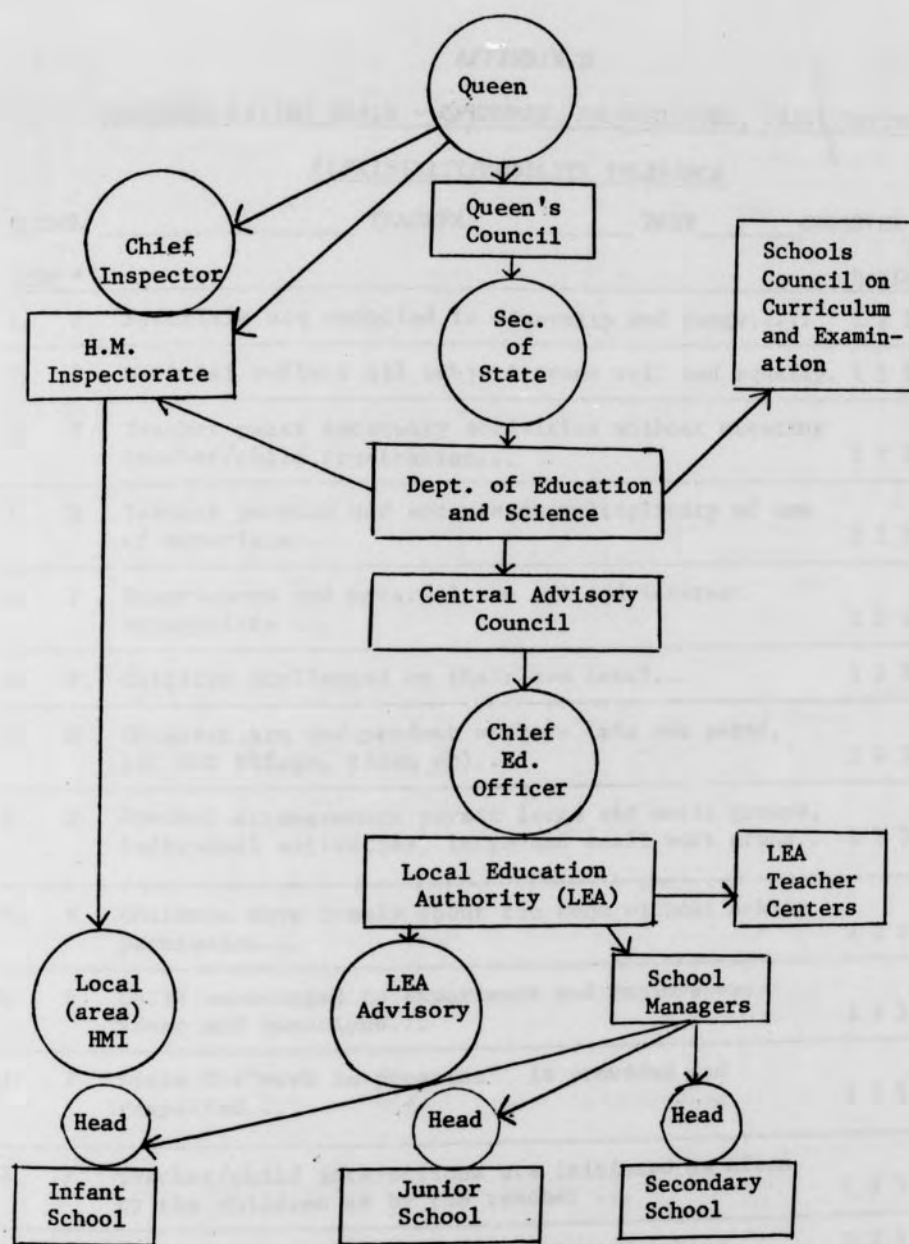 Queen
Chief
Inspector
Queen's
Council
Schools
Council on
Curriculum
and Examin-
ation
H.M.
Inspectorate
Sec.
of
State
Dept. of Education
and Science
Central Advisory
Council
Chief
Ed.
Officer
Local Education
Authority (LEA)
LEA
Teacher
Centers
Local
(area)
HMI
LEA
Advisory
School
Managers
Head
Head
Head
Infant
School
Junior
School
Secondary
School